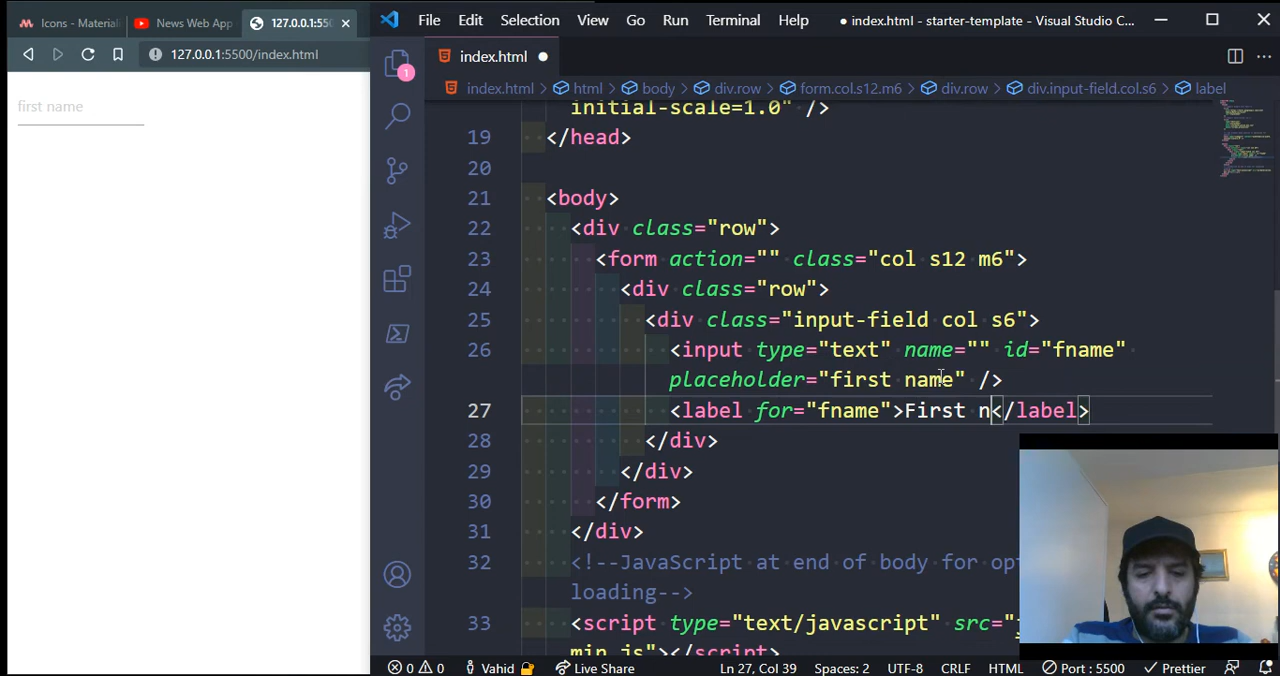 Icons - Materiali
News Web App
127.0.0.1:550
127.0.0.1:5500/index.html
first name
File Edit Selection View Go Run Terminal Help
● index.html - starter-template - Visual Studio C...
index.html ●
index.html > html > body > div.row > form.col.s12.m6 > div.row > div.input-field.col.s6 > label
1
initial-scale=1.0" />
19 </head>
20
21 <body>
22 <div class="row">
23 <form action="" class="col s12 m6">
24 <div class="row">
25 <div class="input-field col s6">
26 <input type="text" name="" id="fname"
placeholder="first name" />
27 <label for="fname">First n</label>
28 </div>
29 </div>
30 </form>
31 </div>
32 <!--JavaScript at end of body for op
loading-->
33 <script type="text/javascript" src="
min.js"></script>
0 0 Vahid Live Share Ln 27, Col 39 Spaces: 2 UTF-8 CRLF HTML Port : 5500 Prettier